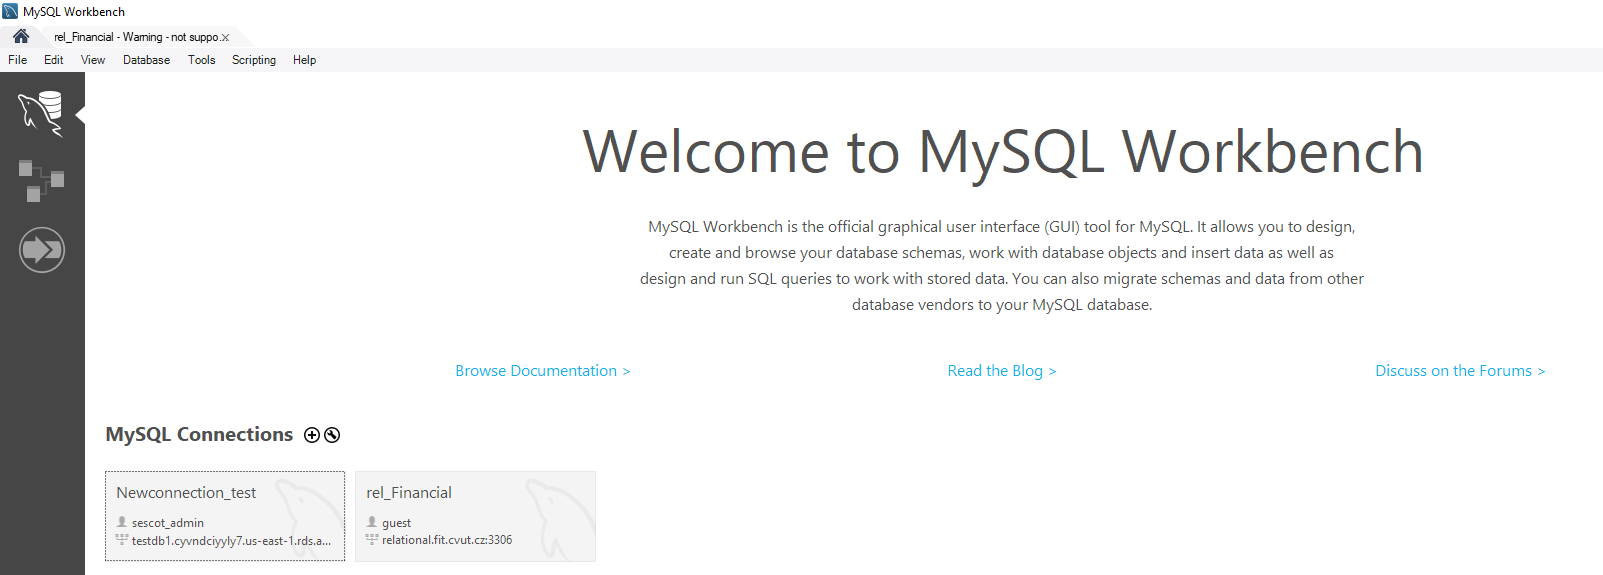 MySQL Workbench
rel_Financial - Warning - not suppo...
File Edit View Database Tools Scripting Help
Welcome to MySQL Workbench
MySQL Workbench is the official graphical user interface (GUI) tool for MySQL. It allows you to design,
create and browse your database schemas, work with database objects and insert data as well as
design and run SQL queries to work with stored data. You can also migrate schemas and data from other
database vendors to your MySQL database.
Browse Documentation > Read the Blog > Discuss on the Forums >
MySQL Connections
Newconnection_test
sescot_admin
testdb1.cyvndciyyly7.us-east-1.rds.a...
rel_Financial
guest
relational.fit.cvut.cz:3306